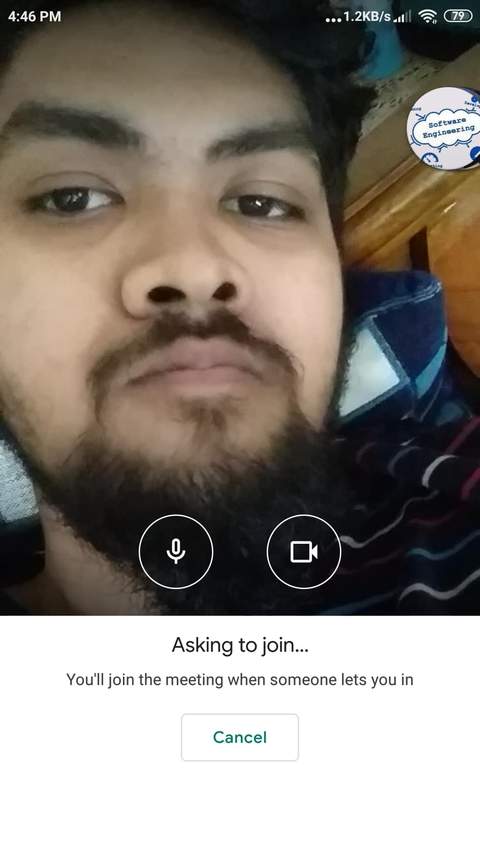 4:46 PM
...1.2KB/s
79
Software
Engineering
Asking to join...
You'll join the meeting when someone lets you in
Cancel